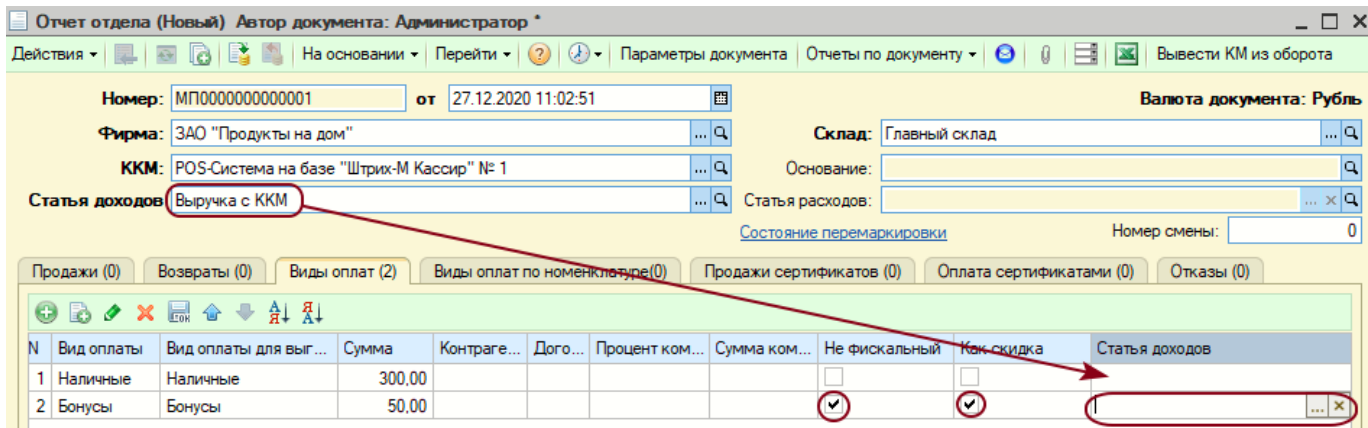 Отчет отдела (Новый) Автор документа: Администратор *
Действия На основании Перейти Параметры документа Отчеты по документу Вывести КМ из оборота
Номер: МП0000000000001 от 27.12.2020 11:02:51 Валюта документа: Рубль
Фирма: ЗАО "Продукты на дом" ... Склад: Главный склад ...
ККМ: POS-Система на базе "Штрих-М Кассир" № 1 ... Основание:
Статья доходов Выручка с ККМ ... Статья расходов: ...
Состояние перемаркировки Номер смены: 0
Продажи (0) Возвраты (0) Виды оплат (2) Виды оплат по номенклатуре(0) Продажи сертификатов (0) Оплата сертификатами (0) Отказы (0)
N Вид оплаты Вид оплаты для выг... Сумма Контраге... Дого... Процент ком... Сумма ком... Не фискальный Как скидка Статья доходов
1 Наличные Наличные 300,00
2 Бонусы Бонусы 50,00 ...